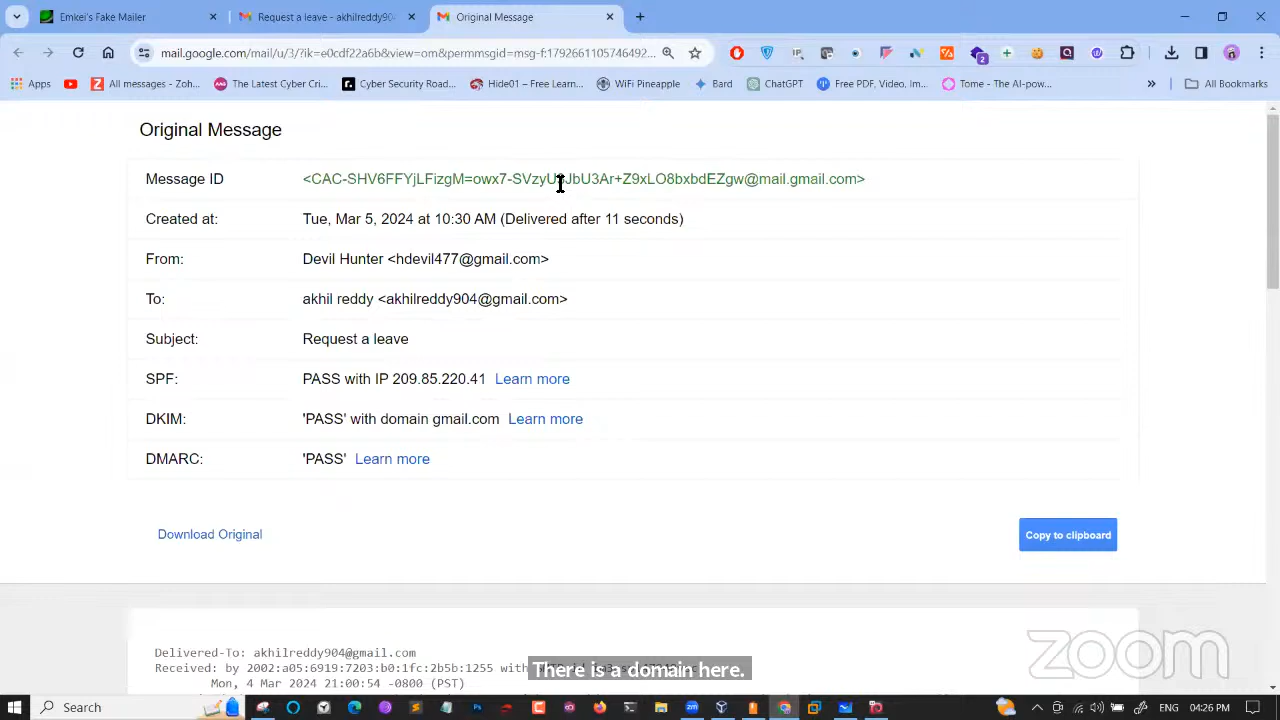 Emkei's Fake Mailer
Request a leave - akhilreddy90
Original Message
mail.google.com/mail/u/3/?ik=e0cdf22a6b&view=om&permmsgid=msg-f:1792661105746492...
Apps
All messages - Zoh...
The Latest Cyber Cri...
Cyber Security Road...
Hide01 – Free Learn...
WiFi Pineapple
Bard
ChatGPT
Free PDF, Video, Im...
Tome - The AI-pow...
All Bookmarks
Original Message
Message ID
Created at: Tue, Mar 5, 2024 at 10:30 AM (Delivered after 11 seconds)
From: Devil Hunter <hdevil477@gmail.com>
To: akhil reddy <akhilreddy904@gmail.com>
Subject: Request a leave
SPF: PASS with IP 209.85.220.41 Learn more
DKIM: 'PASS' with domain gmail.com Learn more
DMARC: 'PASS' Learn more
Download Original
Copy to clipboard
Delivered-To: akhilreddy904@gmail.com
Received: by 2002:a05:6919:7203:b0:1fc:2b5b:1255 with
Mon, 4 Mar 2024 21:00:54 -0800 (PST)
There is a domain here.
zoom
Search
ENG
04:26 PM